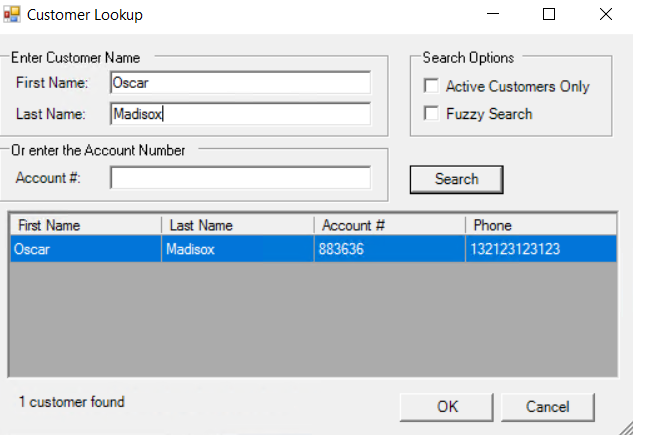 Customer Lookup
Enter Customer Name
First Name: Oscar
Last Name: Madisox
Search Options
Active Customers Only
Fuzzy Search
Or enter the Account Number
Account #:
Search
First Name Last Name Account # Phone
Oscar Madisox 883636 132123123123
1 customer found
OK Cancel